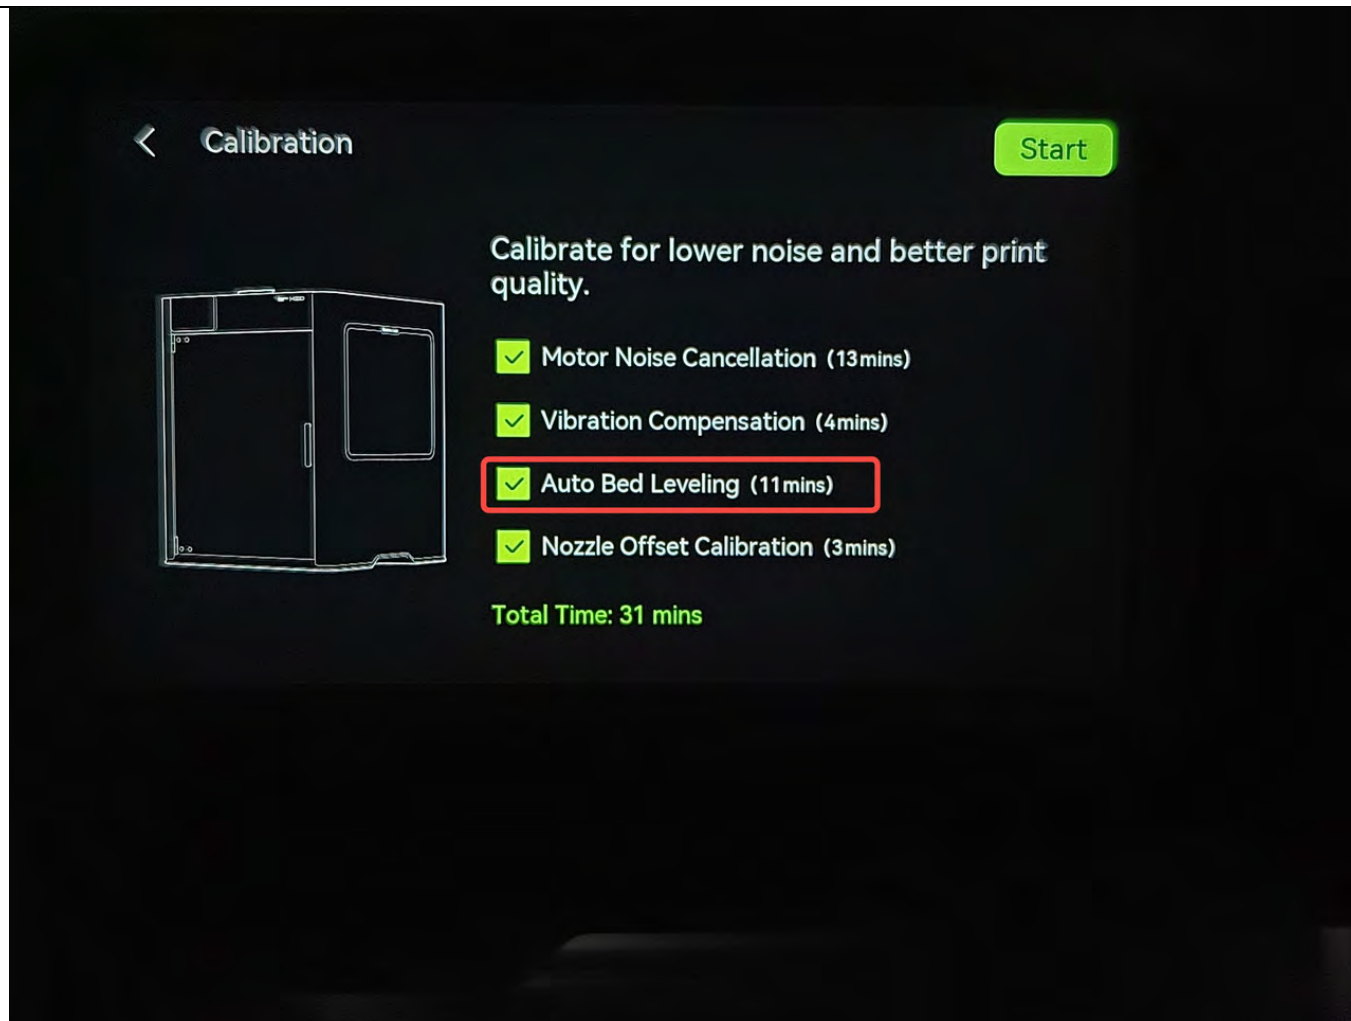 Calibration
Start
Calibrate for lower noise and better print
quality.
Motor Noise Cancellation (13mins)
Vibration Compensation (4mins)
Auto Bed Leveling (11mins)
Nozzle Offset Calibration (3mins)
Total Time: 31 mins